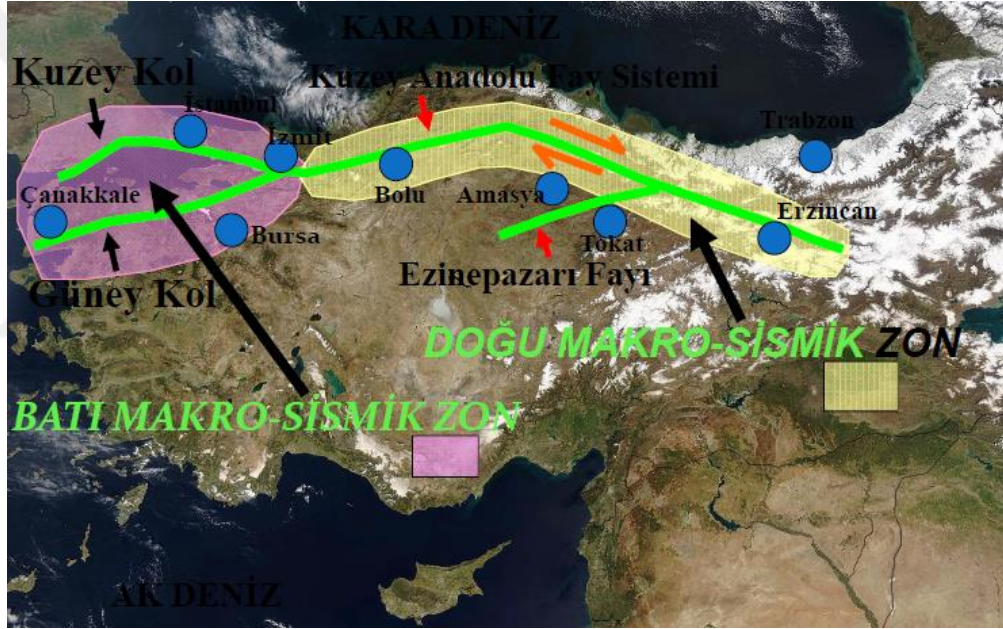 KARA DENİZ
Kuzey Kol
Kuzey Anadolu Fay Sistemi
İstanbul
İzmit
Trabzon
Çanakkale
Bolu
Amasya
Erzincan
Bursa
Tokat
Ezinepazarı Fayı
Güney Kol
DOĞU MAKRO-SİSMİK ZON
BATI MAKRO-SİSMİK ZON
AK DENİZ